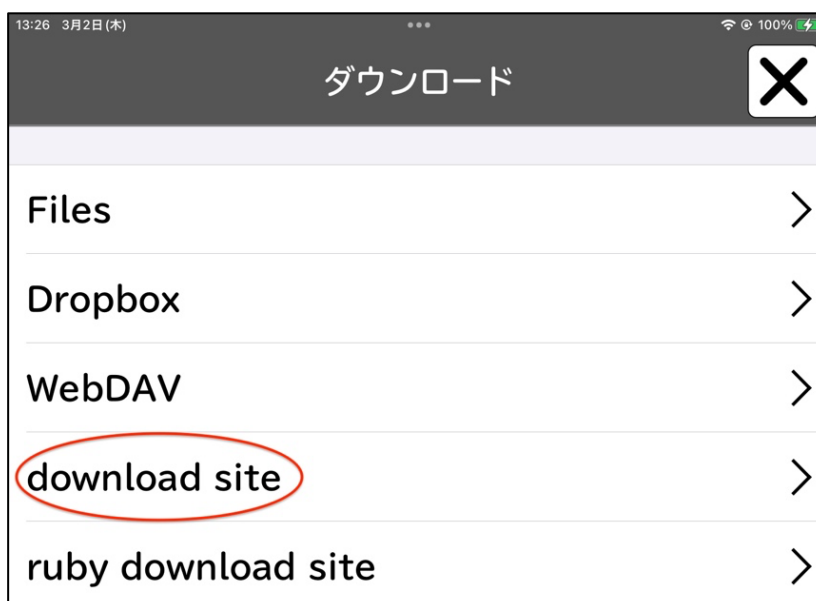 13:26 3月2日(木) 100%
ダウンロード
Files
Dropbox
WebDAV
download site
ruby download site